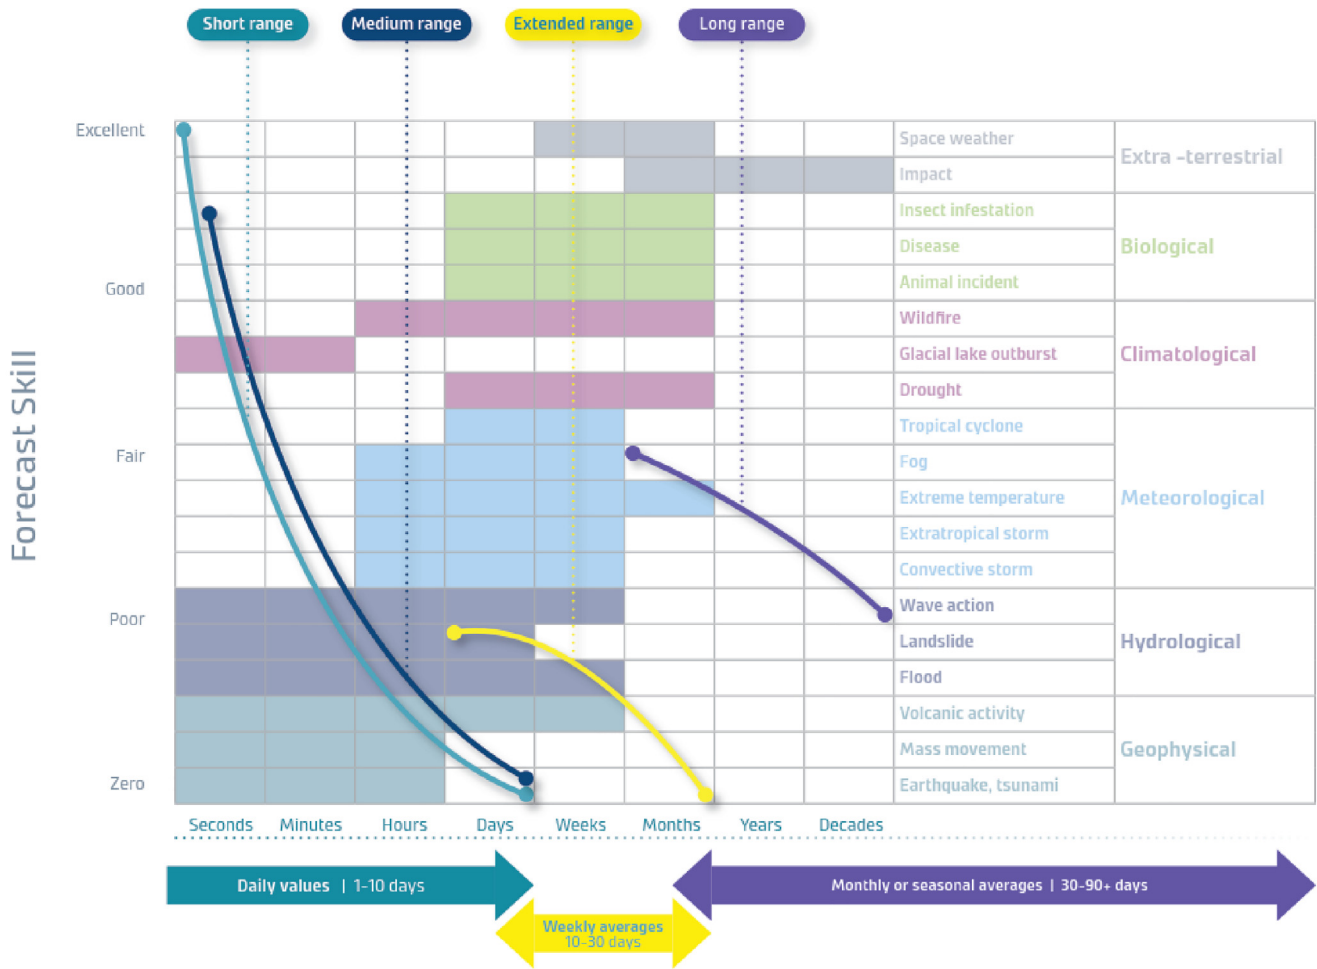 Short range
Medium range
Extended range
Long range
Forecast Skill
Excellent
Good
Fair
Poor
Zero
Space weather
Impact
Extra -terrestrial
Insect infestation
Disease
Animal incident
Biological
Wildfire
Glacial lake outburst
Drought
Climatological
Tropical cyclone
Fog
Extreme temperature
Extratropical storm
Convective storm
Meteorological
Wave action
Landslide
Flood
Hydrological
Volcanic activity
Mass movement
Earthquake, tsunami
Geophysical
Seconds Minutes Hours Days Weeks Months Years Decades
Daily values | 1-10 days
Monthly or seasonal averages | 30-90+ days
Weekly averages
10-30 days